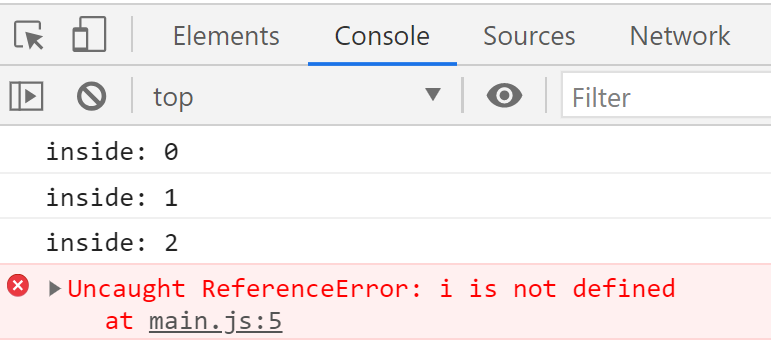 Elements Console Sources Network
top Filter
inside: 0
inside: 1
inside: 2
Uncaught ReferenceError: i is not defined
at main.js:5